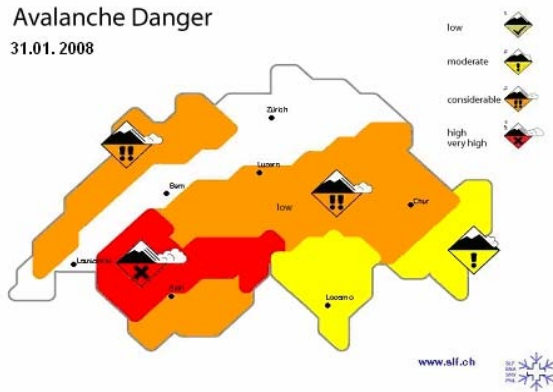 Avalanche Danger
31.01. 2008
low
moderate
considerable
high
very high
Zürich
Luzern
Bern
low
Chur
Locarno
www.slf.ch
SLF